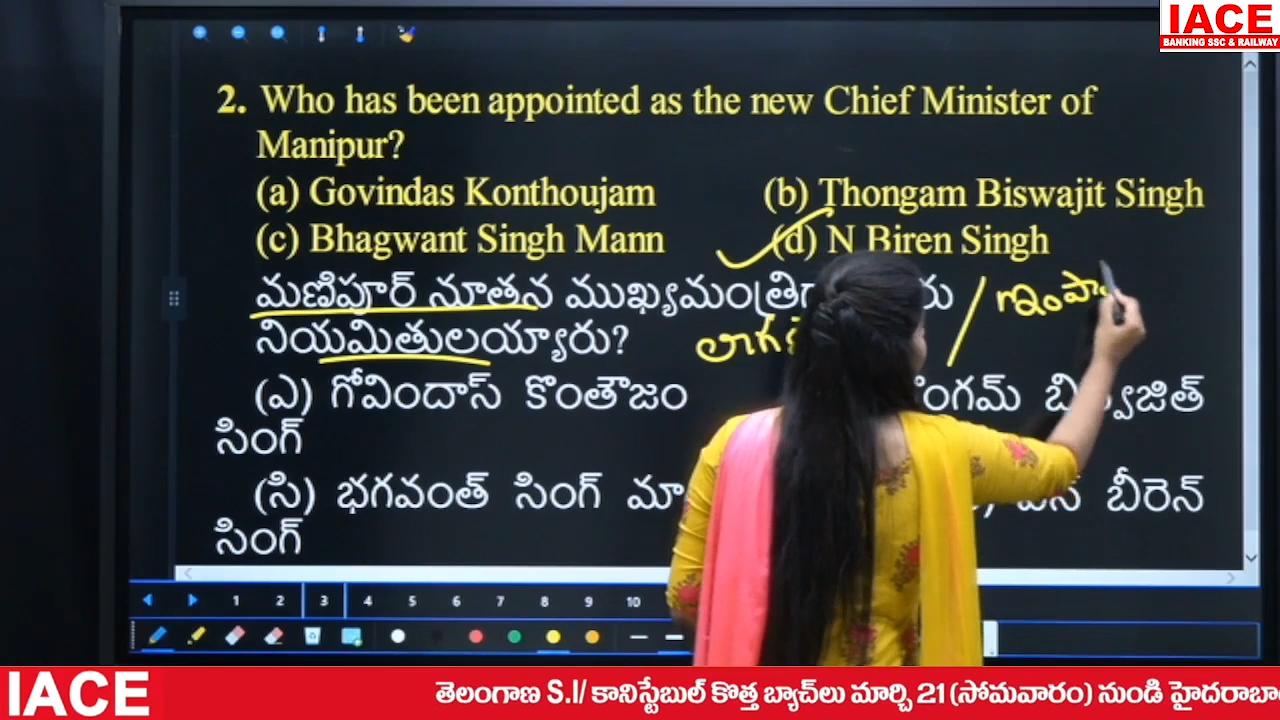 IACE
BANKING SSC & RAILWAY
2. Who has been appointed as the new Chief Minister of
Manipur?
(a) Govindas Konthoujam (b) Thongam Biswajit Singh
(c) Bhagwant Singh Mann (d) N Biren Singh
మణిపూర్ నూతన
నియమితులయ్యారు?
(ఎ) గోవిందాస్ కొంతౌజం
సింగ్
(సి) భగవంత్ సింగ్ బీరెన్
సింగ్
1 2 3 4 5 6 7 8 9 10
IACE
తెలంగాణ S.I/ కానిస్టేబుల్ కొత్త బ్యాచ్‌లు మార్చి 21 (సోమవారం) నుండి